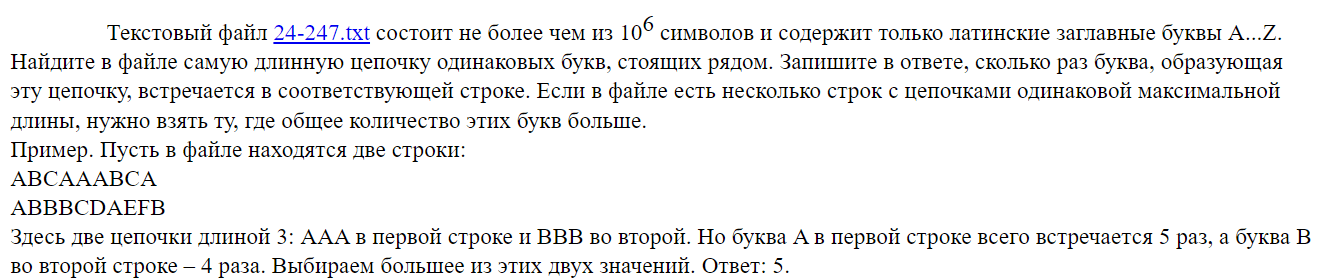 Текстовый файл 24-247.txt состоит не более чем из 10⁶ символов и содержит только латинские заглавные буквы A...Z.
Найдите в файле самую длинную цепочку одинаковых букв, стоящих рядом. Запишите в ответе, сколько раз буква, образующая
эту цепочку, встречается в соответствующей строке. Если в файле есть несколько строк с цепочками одинаковой максимальной
длины, нужно взять ту, где общее количество этих букв больше.
Пример. Пусть в файле находятся две строки:
ABCAAABCA
ABBBCDAEFB
Здесь две цепочки длиной 3: AAA в первой строке и BBB во второй. Но буква A в первой строке всего встречается 5 раз, а буква B
во второй строке – 4 раза. Выбираем большее из этих двух значений. Ответ: 5.